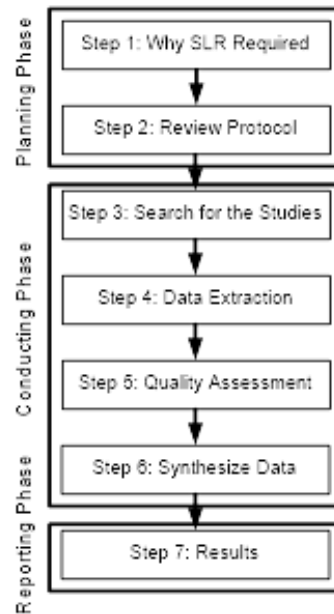 Planning Phase
Step 1: Why SLR Required
Step 2: Review Protocol
Conducting Phase
Step 3: Search for the Studies
Step 4: Data Extraction
Step 5: Quality Assessment
Step 6: Synthesize Data
Reporting Phase
Step 7: Results